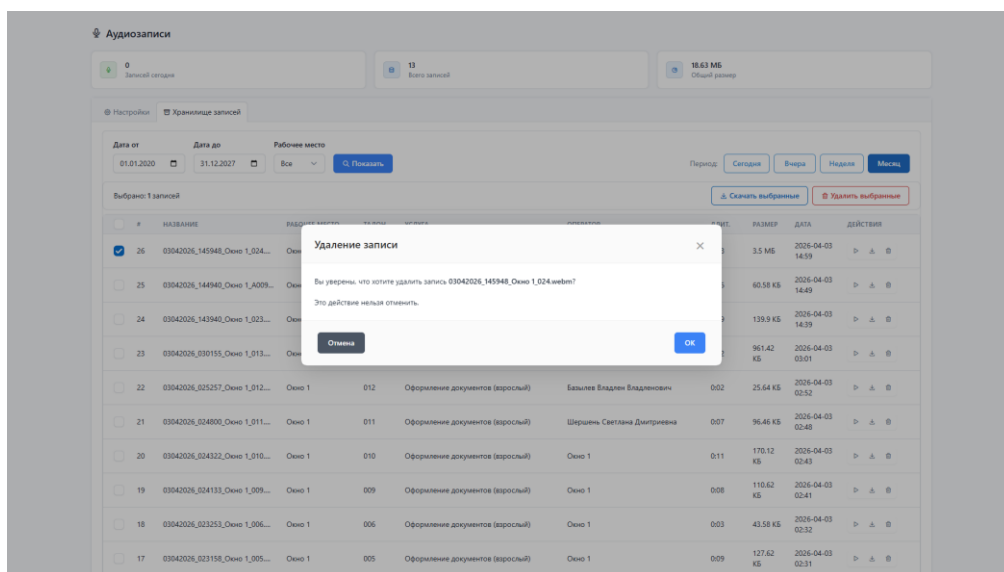 Аудиозаписи
0
Записей сегодня
13
Всего записей
18.63 МБ
Общий размер
Настройки
Хранилище записей
Дата от
Дата до
Рабочее место
01.01.2020
31.12.2027
Все
Показать
Период:
Сегодня
Вчера
Неделя
Месяц
Выбрано: 1 записей
Скачать выбранные
Удалить выбранные
# НАЗВАНИЕ РАЗМЕР ДАТА ДЕЙСТВИЯ
26 03042026_145948_Окно 1_024.... 3.5 МБ 2026-04-03
14:59
25 03042026_144940_Окно 1_A009... 60.58 КБ 2026-04-03
14:49
24 03042026_143940_Окно 1_023.... 139.9 КБ 2026-04-03
14:39
23 03042026_030155_Окно 1_013.... 961.42
КБ 2026-04-03
03:01
Удаление записи
Вы уверены, что хотите удалить запись 03042026_145948_Окно 1_024.webm?
Это действие нельзя отменить.
Отмена
ОК
22 03042026_025257_Окно 1_012.... Окно 1 012 Оформление документов (взрослый) Базылев Владлен Владленович 0:02 25.64 КБ 2026-04-03
02:52
21 03042026_024800_Окно 1_011.... Окно 1 011 Оформление документов (взрослый) Шершень Светлана Дмитриевна 0:07 96.46 КБ 2026-04-03
02:48
20 03042026_024322_Окно 1_010.... Окно 1 010 Оформление документов (взрослый) Окно 1 0:11 170.12
КБ 2026-04-03
02:43
19 03042026_024133_Окно 1_009.... Окно 1 009 Оформление документов (взрослый) Окно 1 0:08 110.62
КБ 2026-04-03
02:41
18 03042026_023253_Окно 1_006.... Окно 1 006 Оформление документов (взрослый) Окно 1 0:03 43.58 КБ 2026-04-03
02:32
17 03042026_023158_Окно 1_005.... Окно 1 005 Оформление документов (взрослый) Окно 1 0:09 127.62
КБ 2026-04-03
02:31